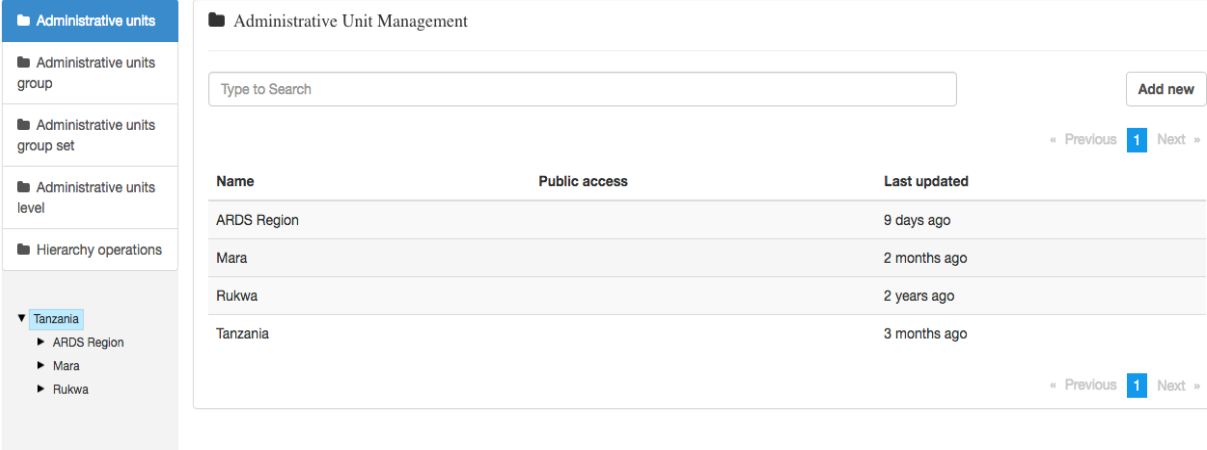 Administrative units
Administrative units
group
Administrative units
group set
Administrative units
level
Hierarchy operations
Tanzania
ARDS Region
Mara
Rukwa
Administrative Unit Management
Type to Search
Add new
« Previous 1 Next »
Name Public access Last updated
ARDS Region 9 days ago
Mara 2 months ago
Rukwa 2 years ago
Tanzania 3 months ago
« Previous 1 Next »